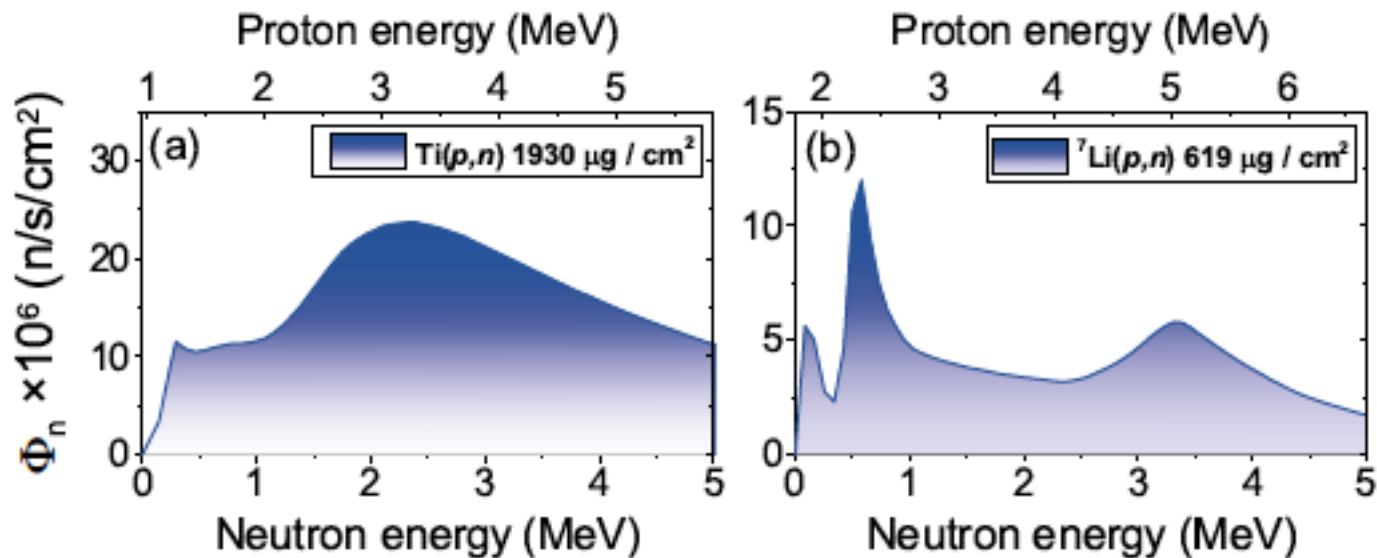 Proton energy (MeV)
Proton energy (MeV)
1 2 3 4 5
2 3 4 5 6
Φn ×10⁶ (n/s/cm²)
(a)
Ti(p,n) 1930 μg / cm²
30
20
10
0
0 1 2 3 4 5
Neutron energy (MeV)
15
(b)
⁷Li(p,n) 619 μg / cm²
10
5
0
0 1 2 3 4 5
Neutron energy (MeV)